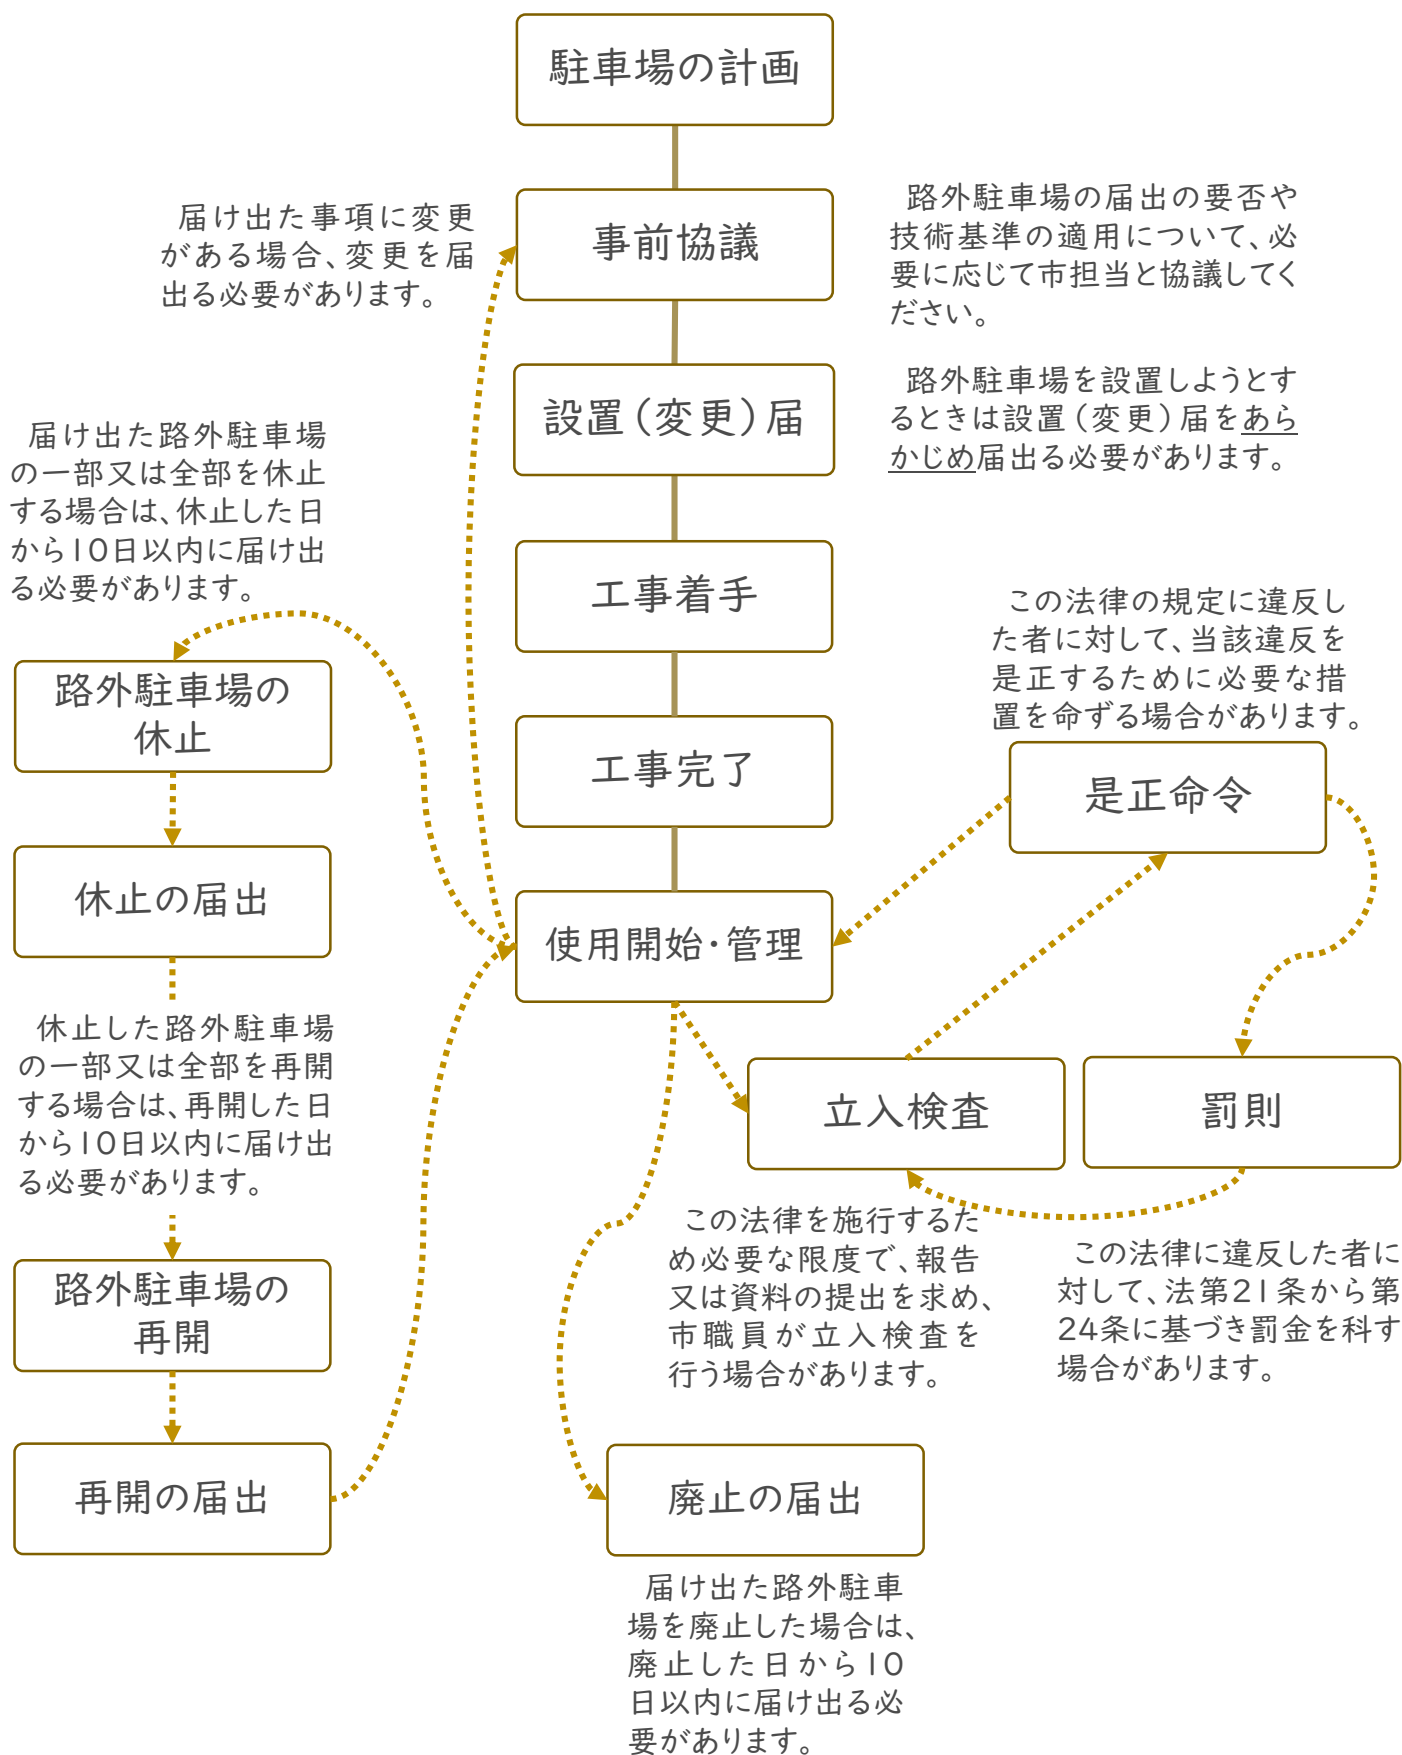 駐車場の計画
届け出た事項に変更
がある場合、変更を届
出る必要があります。
事前協議
路外駐車場の届出の要否や
技術基準の適用について、必
要に応じて市担当と協議してく
ださい。
設置（変更）届
路外駐車場を設置しようとす
るときは設置（変更）届をあら
かじめ届出る必要があります。
届け出た路外駐車場
の一部又は全部を休止
する場合は、休止した日
から10日以内に届け出
る必要があります。
工事着手
この法律の規定に違反し
た者に対して、当該違反を
是正するために必要な措
置を命ずる場合があります。
路外駐車場の
休止
工事完了
是正命令
休止の届出
使用開始・管理
休止した路外駐車場
の一部又は全部を再開
する場合は、再開した日
から10日以内に届け出
る必要があります。
立入検査
罰則
この法律を施行するた
め必要な限度で、報告
又は資料の提出を求め、
市職員が立入検査を
行う場合があります。
この法律に違反した者に
対して、法第21条から第
24条に基づき罰金を科す
場合があります。
路外駐車場の
再開
再開の届出
廃止の届出
届け出た路外駐車
場を廃止した場合は、
廃止した日から10
日以内に届け出る必
要があります。